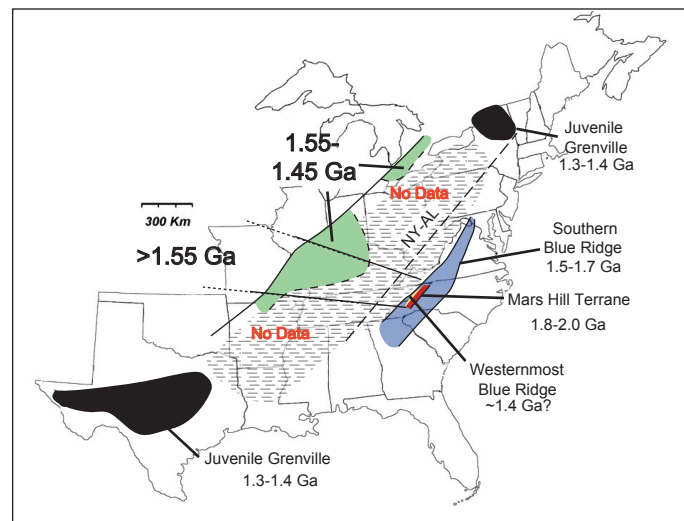 1.55-
1.45 Ga
No Data
Juvenile
Grenville
1.3-1.4 Ga
300 Km
>1.55 Ga
NY-AL
Southern
Blue Ridge
1.5-1.7 Ga
Mars Hill Terrane
1.8-2.0 Ga
No Data
Westernmost
Blue Ridge
~1.4 Ga?
Juvenile Grenville
1.3-1.4 Ga